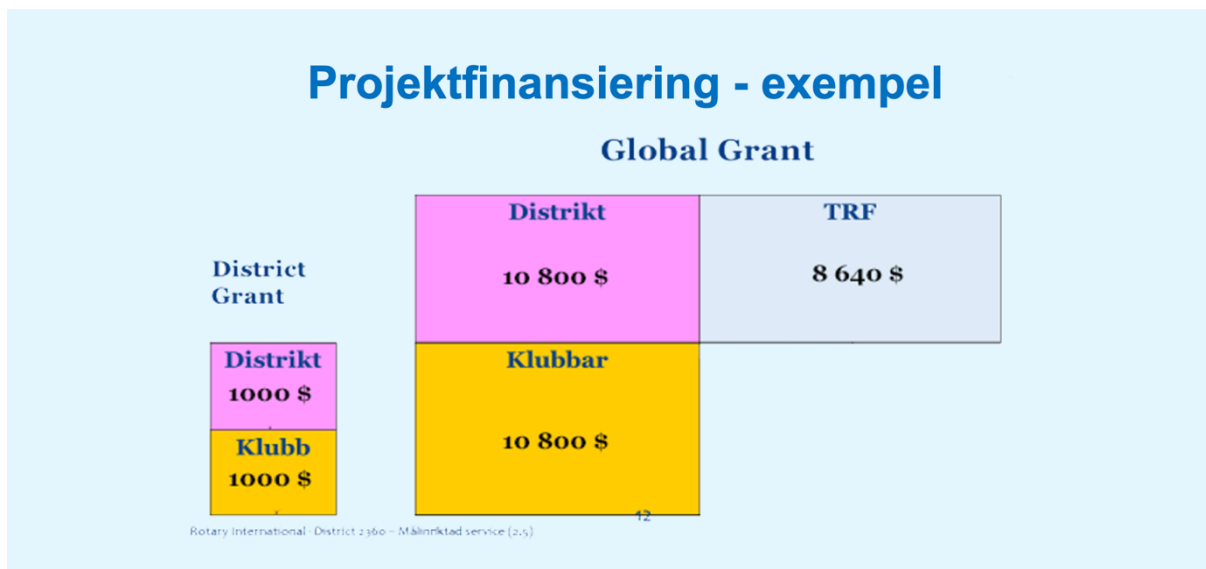 Projektfinansiering - exempel
Global Grant
Distrikt
TRF
10 800 $
8 640 $
District
Grant
Distrikt
1000 $
Klubb
1000 $
Klubbar
10 800 $
12
Rotary International District 2360 – Målinriktad service (2.5)